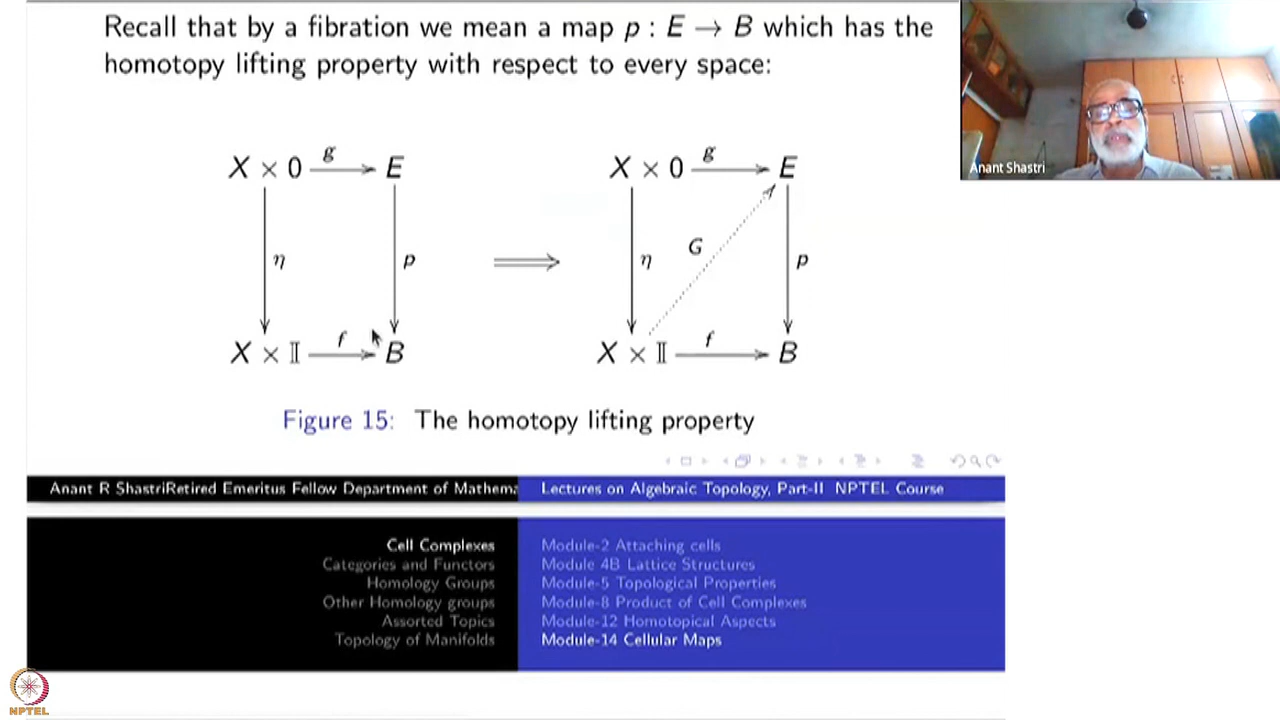 Recall that by a fibration we mean a map p : E → B which has the
homotopy lifting property with respect to every space:
Anant Shastri
X × 0 g E X × 0 g E
η p ⟹ η G p
X × 𝕀 f B X × 𝕀 f B
Figure 15: The homotopy lifting property
Anant R ShastriRetired Emeritus Fellow Department of Mathema Lectures on Algebraic Topology, Part-II NPTEL Course
Cell Complexes
Categories and Functors
Homology Groups
Other Homology groups
Assorted Topics
Topology of Manifolds
Module-2 Attaching cells
Module 4B Lattice Structures
Module-5 Topological Properties
Module-8 Product of Cell Complexes
Module-12 Homotopical Aspects
Module-14 Cellular Maps
NPTEL